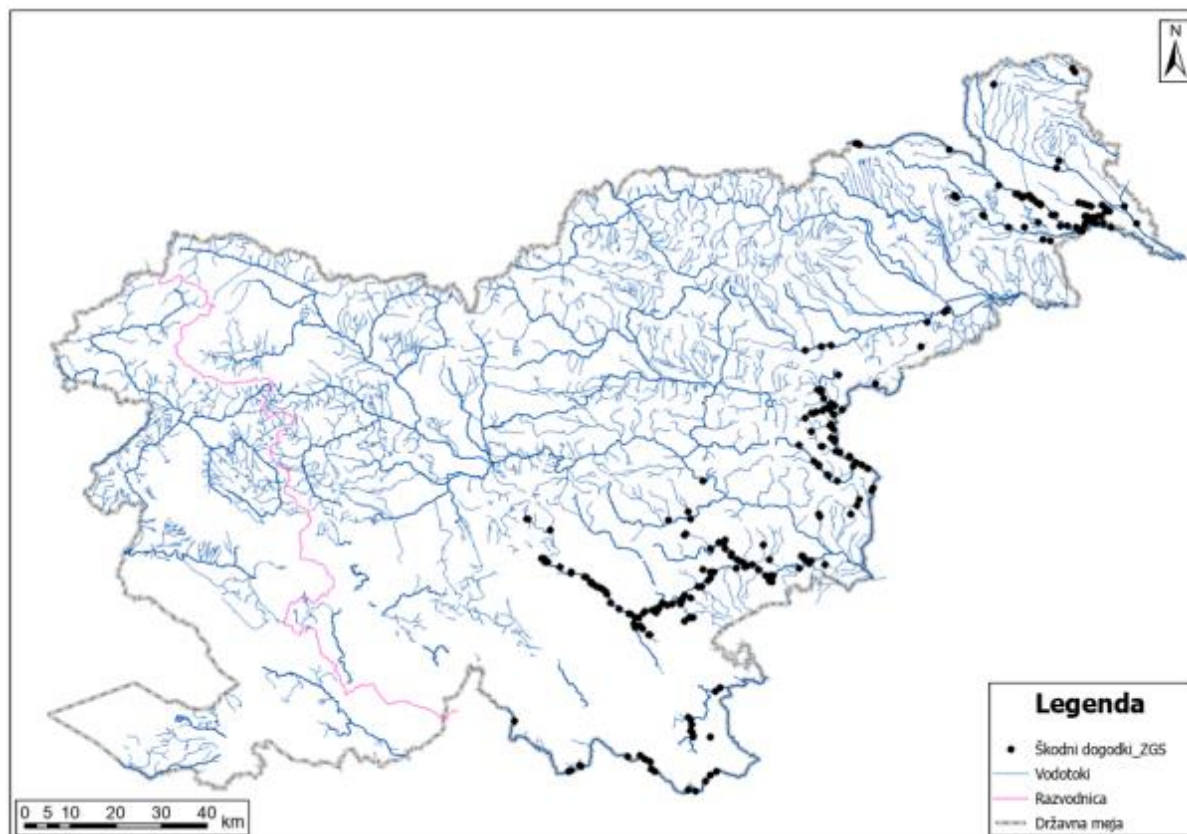 N
Legenda
Škodni dogodki_ZGS
Vodotoki
Razvodnica
Državna meja
0 5 10 20 30 40 km